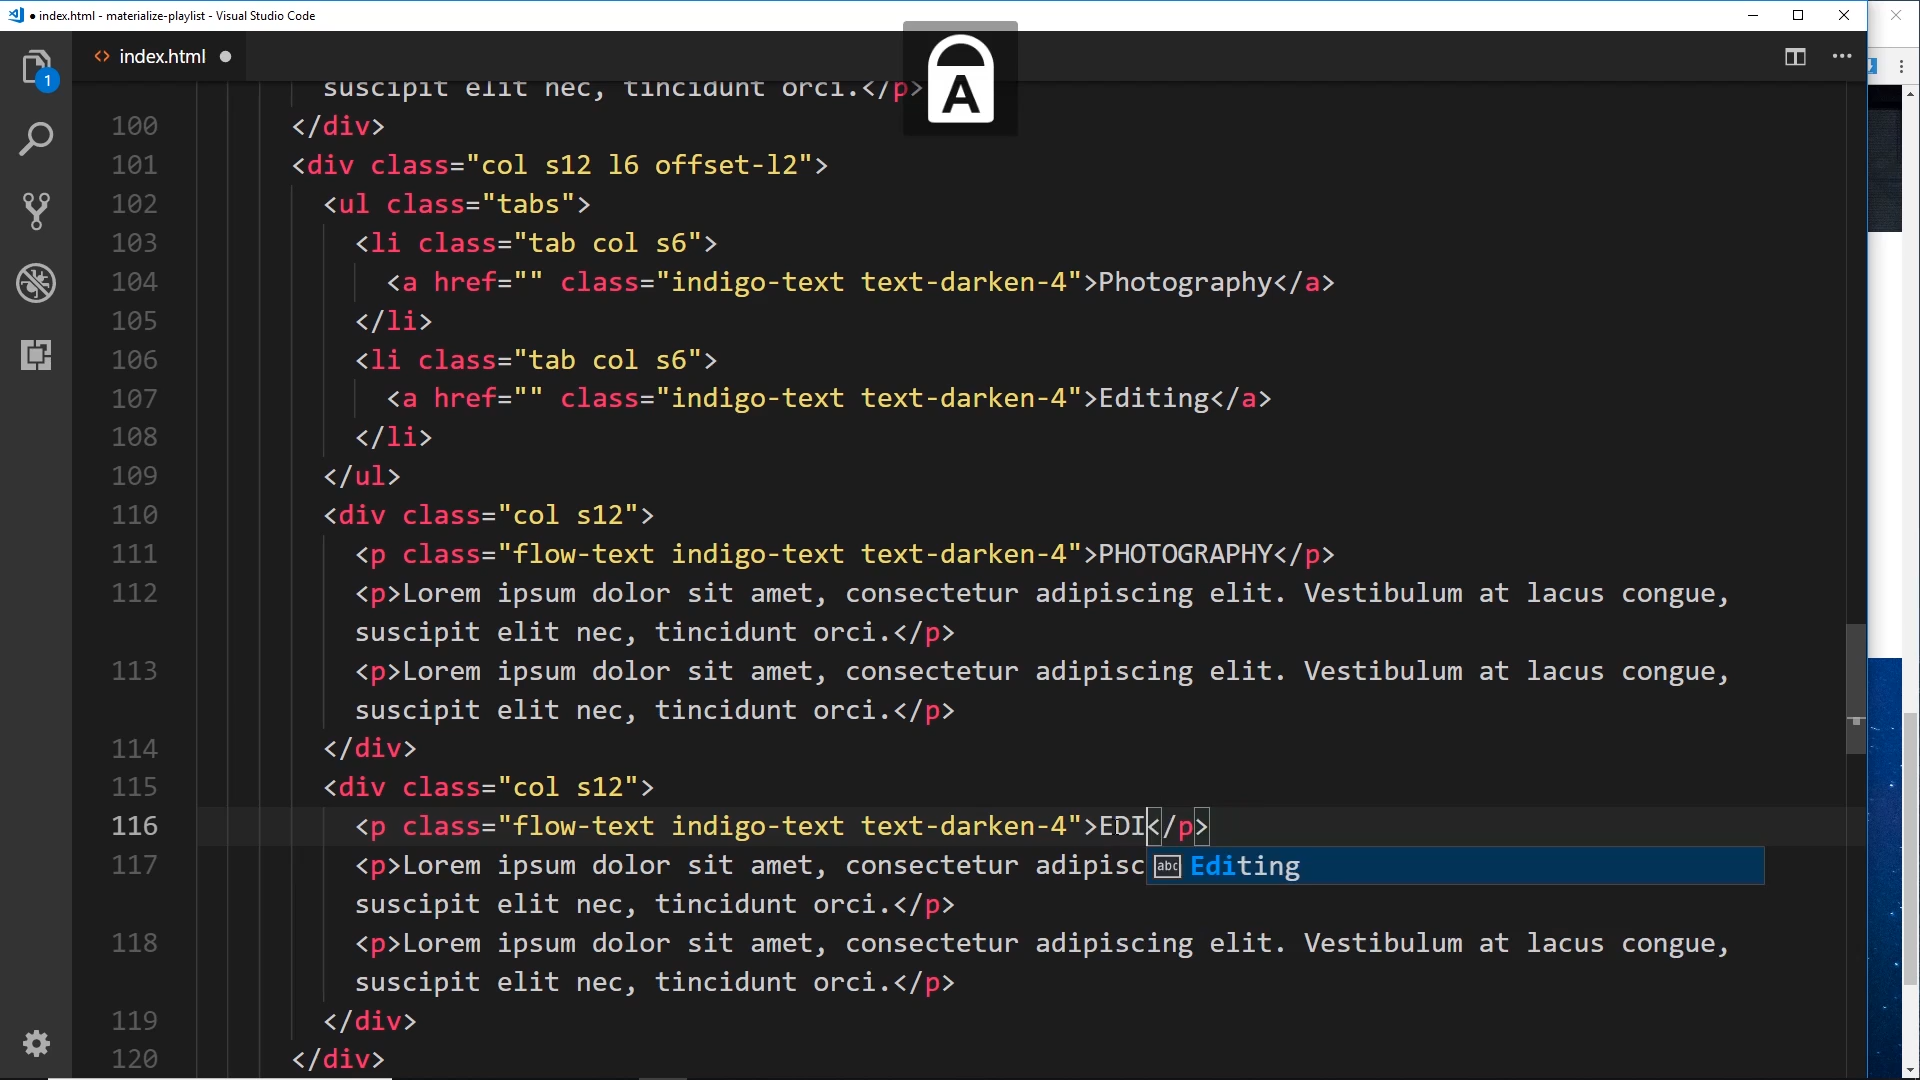 ● index.html - materialize-playlist - Visual Studio Code
<> index.html ●
A
1
suscipit elit nec, tincidunt orci.</p>
100 </div>
101 <div class="col s12 l6 offset-l2">
102 <ul class="tabs">
103 <li class="tab col s6">
104 <a href="" class="indigo-text text-darken-4">Photography</a>
105 </li>
106 <li class="tab col s6">
107 <a href="" class="indigo-text text-darken-4">Editing</a>
108 </li>
109 </ul>
110 <div class="col s12">
111 <p class="flow-text indigo-text text-darken-4">PHOTOGRAPHY</p>
112 <p>Lorem ipsum dolor sit amet, consectetur adipiscing elit. Vestibulum at lacus congue,
suscipit elit nec, tincidunt orci.</p>
113 <p>Lorem ipsum dolor sit amet, consectetur adipiscing elit. Vestibulum at lacus congue,
suscipit elit nec, tincidunt orci.</p>
114 </div>
115 <div class="col s12">
116 <p class="flow-text indigo-text text-darken-4">EDI</p>
117 <p>Lorem ipsum dolor sit amet, consectetur adipisc
abc Editing
suscipit elit nec, tincidunt orci.</p>
118 <p>Lorem ipsum dolor sit amet, consectetur adipiscing elit. Vestibulum at lacus congue,
suscipit elit nec, tincidunt orci.</p>
119 </div>
120 </div>